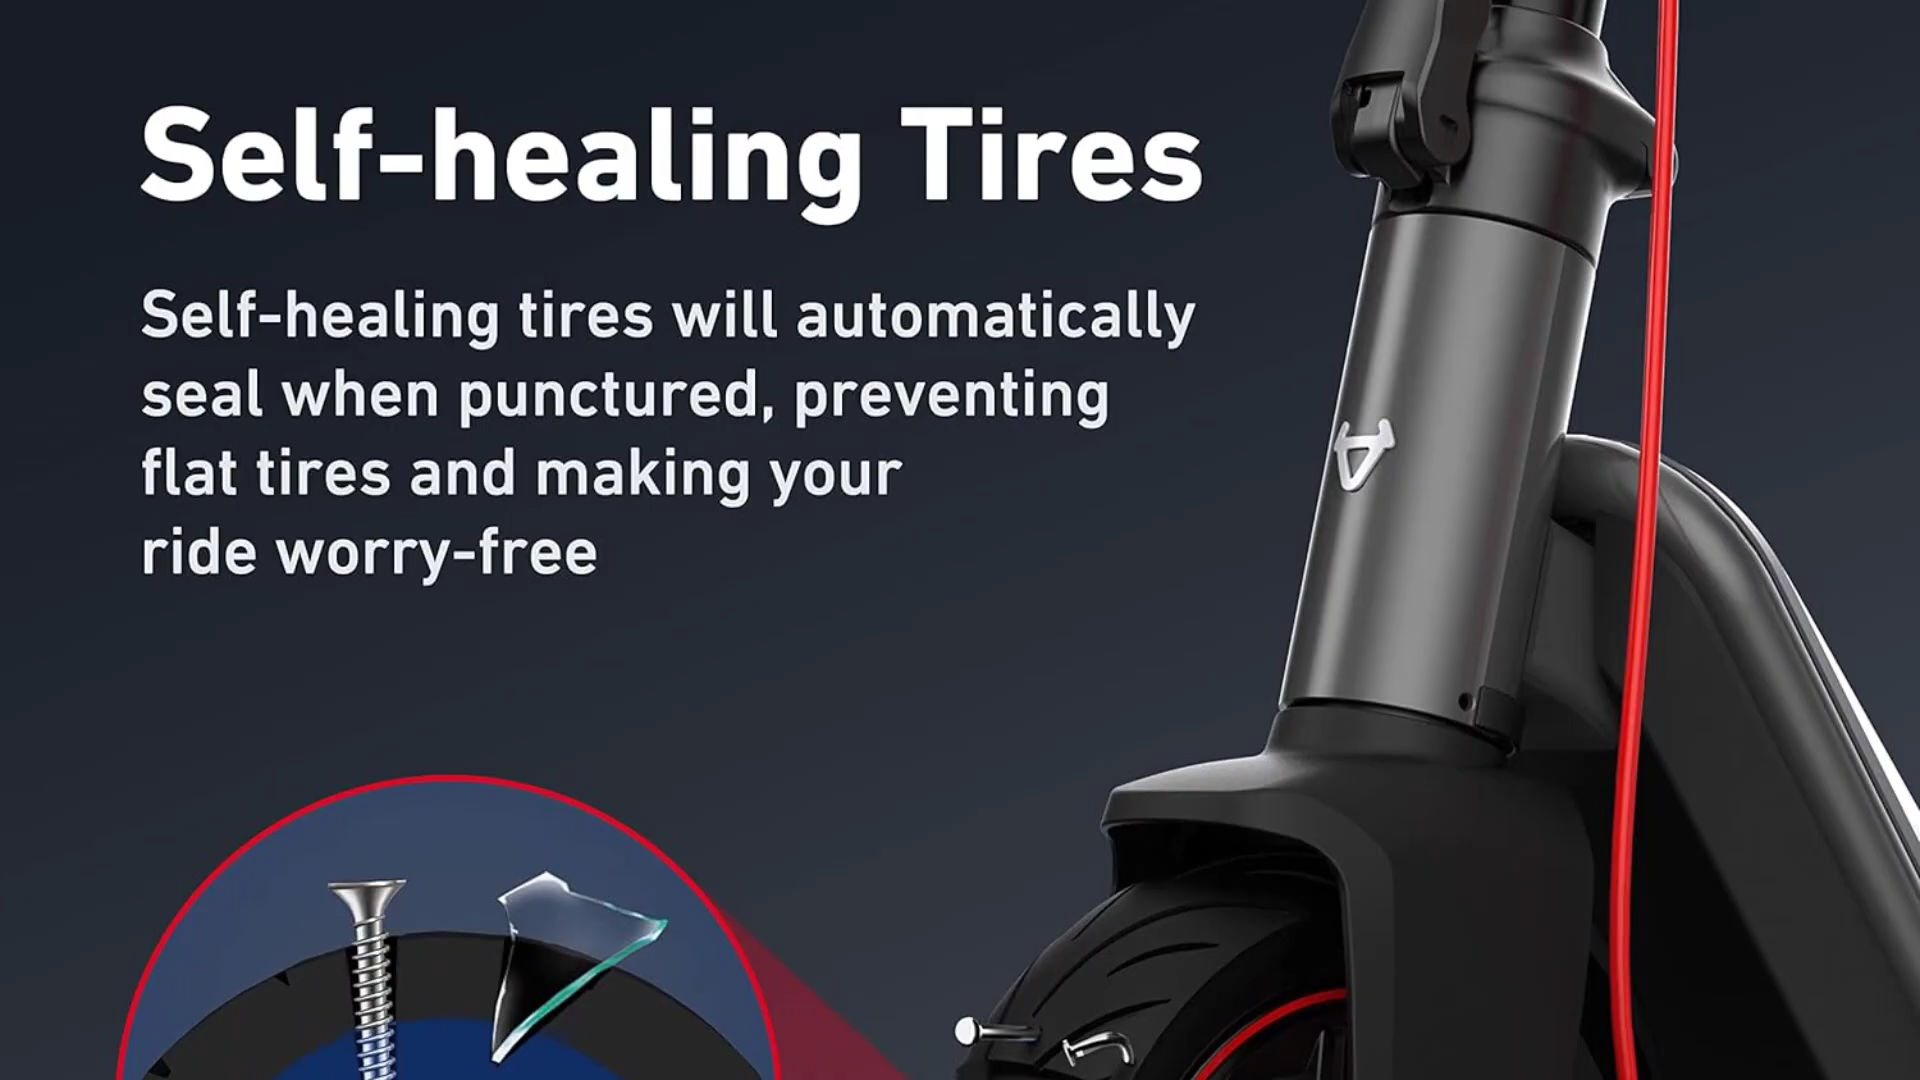 Self-healing Tires
Self-healing tires will automatically
seal when punctured, preventing
flat tires and making your
ride worry-free